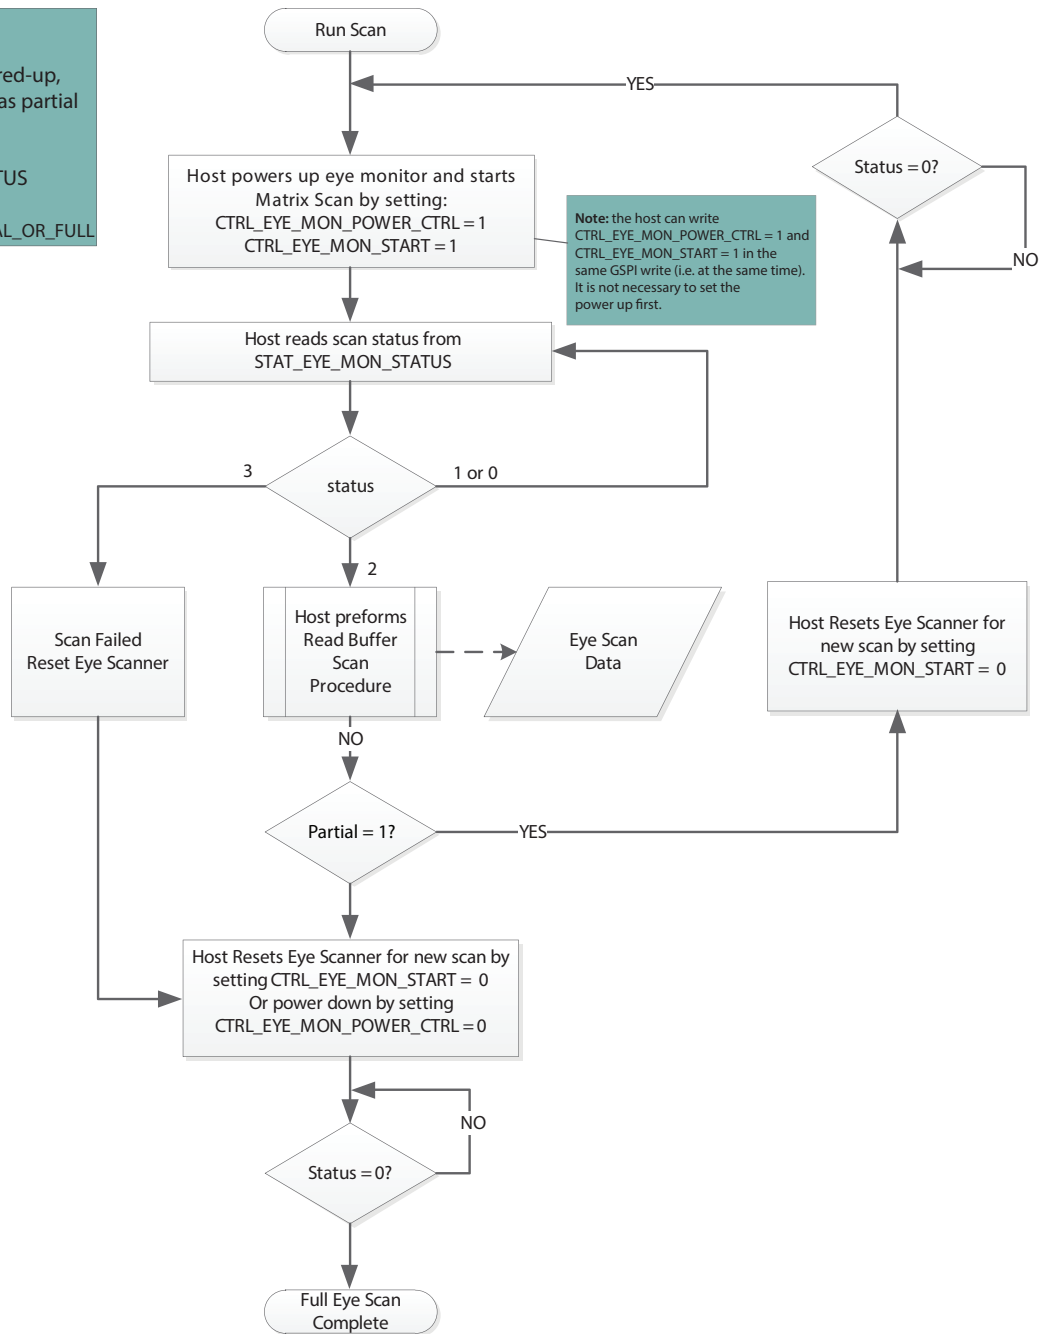 red-up,
as partial
TUS
AL_OR_FULL
Run Scan
YES
Status = 0?
NO
Host powers up eye monitor and starts
Matrix Scan by setting:
CTRL_EYE_MON_POWER_CTRL = 1
CTRL_EYE_MON_START = 1
Note: the host can write
CTRL_EYE_MON_POWER_CTRL = 1 and
CTRL_EYE_MON_START = 1 in the
same GSPI write (i.e. at the same time).
It is not necessary to set the
power up first.
Host reads scan status from
STAT_EYE_MON_STATUS
3
status
1 or 0
2
Scan Failed
Reset Eye Scanner
Host preforms
Read Buffer
Scan
Procedure
Eye Scan
Data
Host Resets Eye Scanner for
new scan by setting
CTRL_EYE_MON_START = 0
NO
Partial = 1?
YES
Host Resets Eye Scanner for new scan by
setting CTRL_EYE_MON_START = 0
Or power down by setting
CTRL_EYE_MON_POWER_CTRL = 0
NO
Status = 0?
Full Eye Scan
Complete